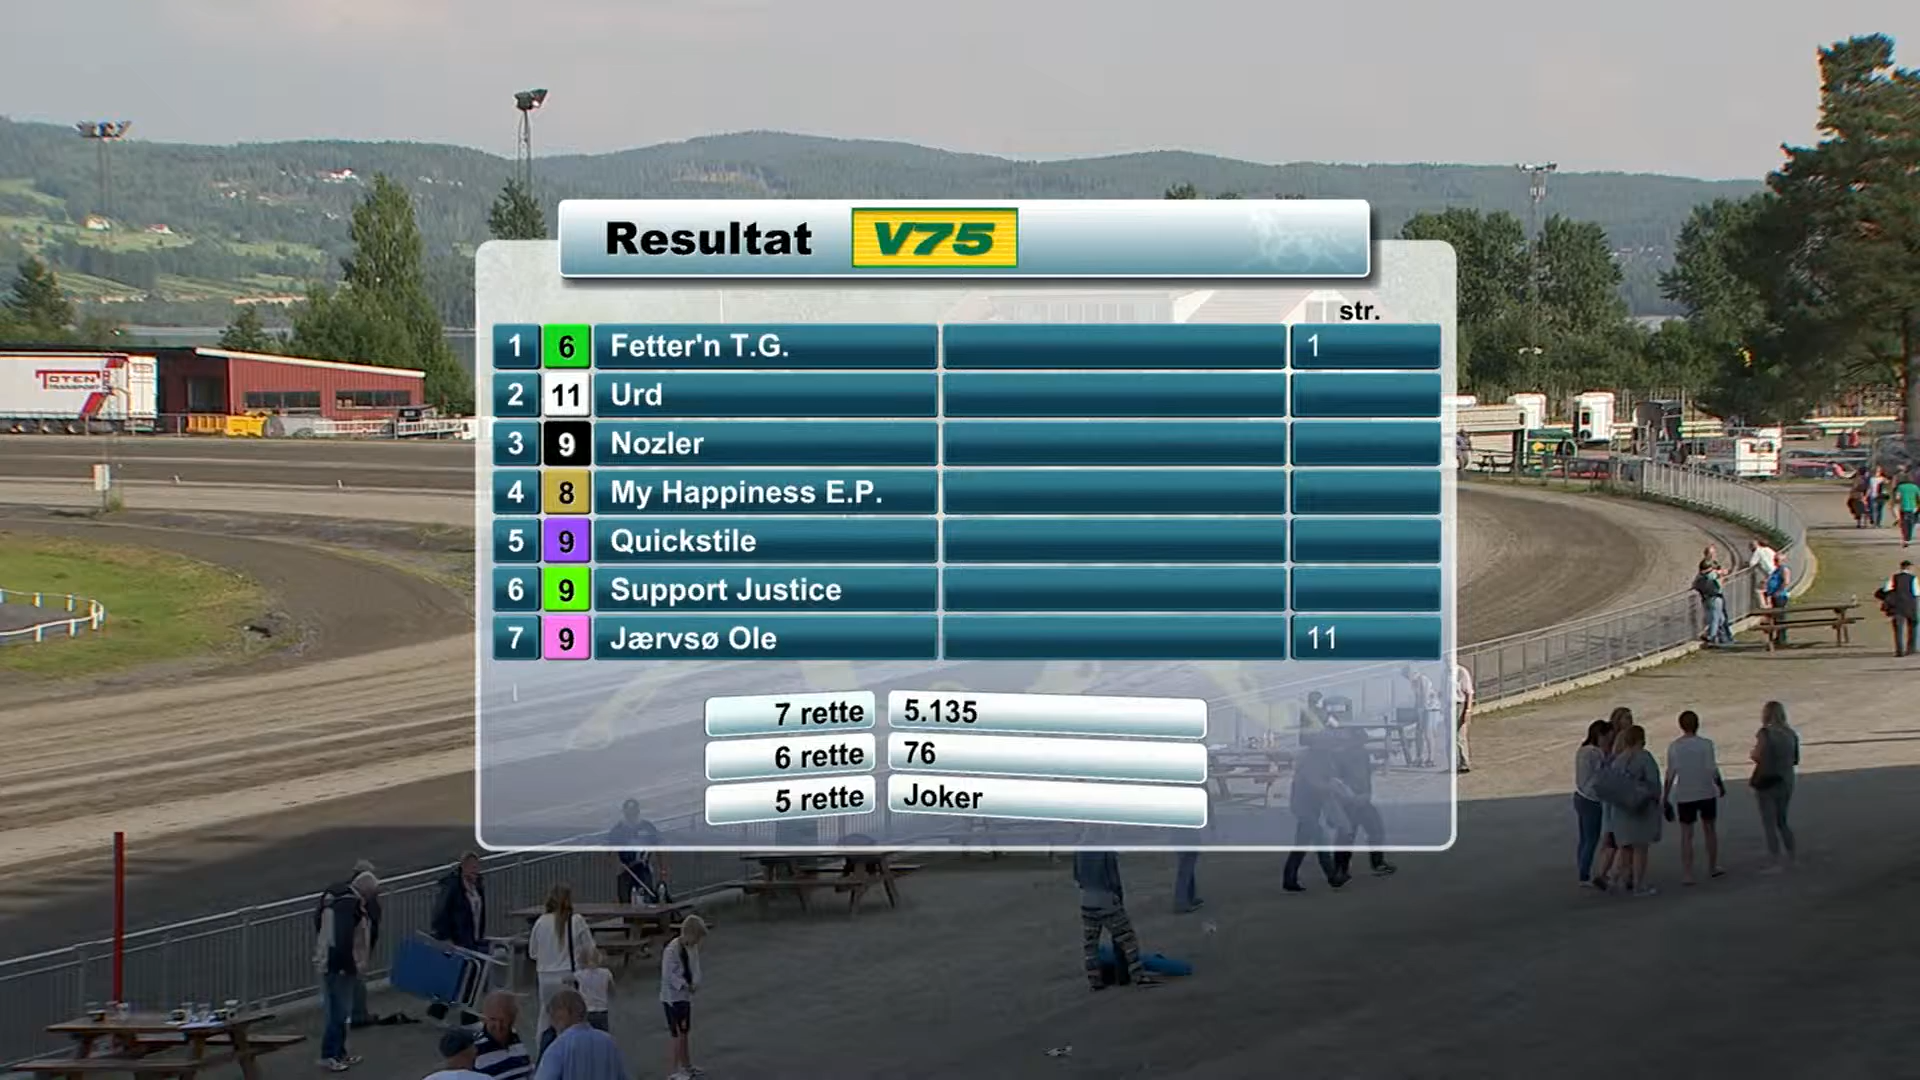 Resultat V75
str.
1 6 Fetter'n T.G. 1
2 11 Urd
3 9 Nozler
4 8 My Happiness E.P.
5 9 Quickstile
6 9 Support Justice
7 9 Jærvsø Ole 11
7 rette 5.135
6 rette 76
5 rette Joker
TOTEN
TRANSPORT